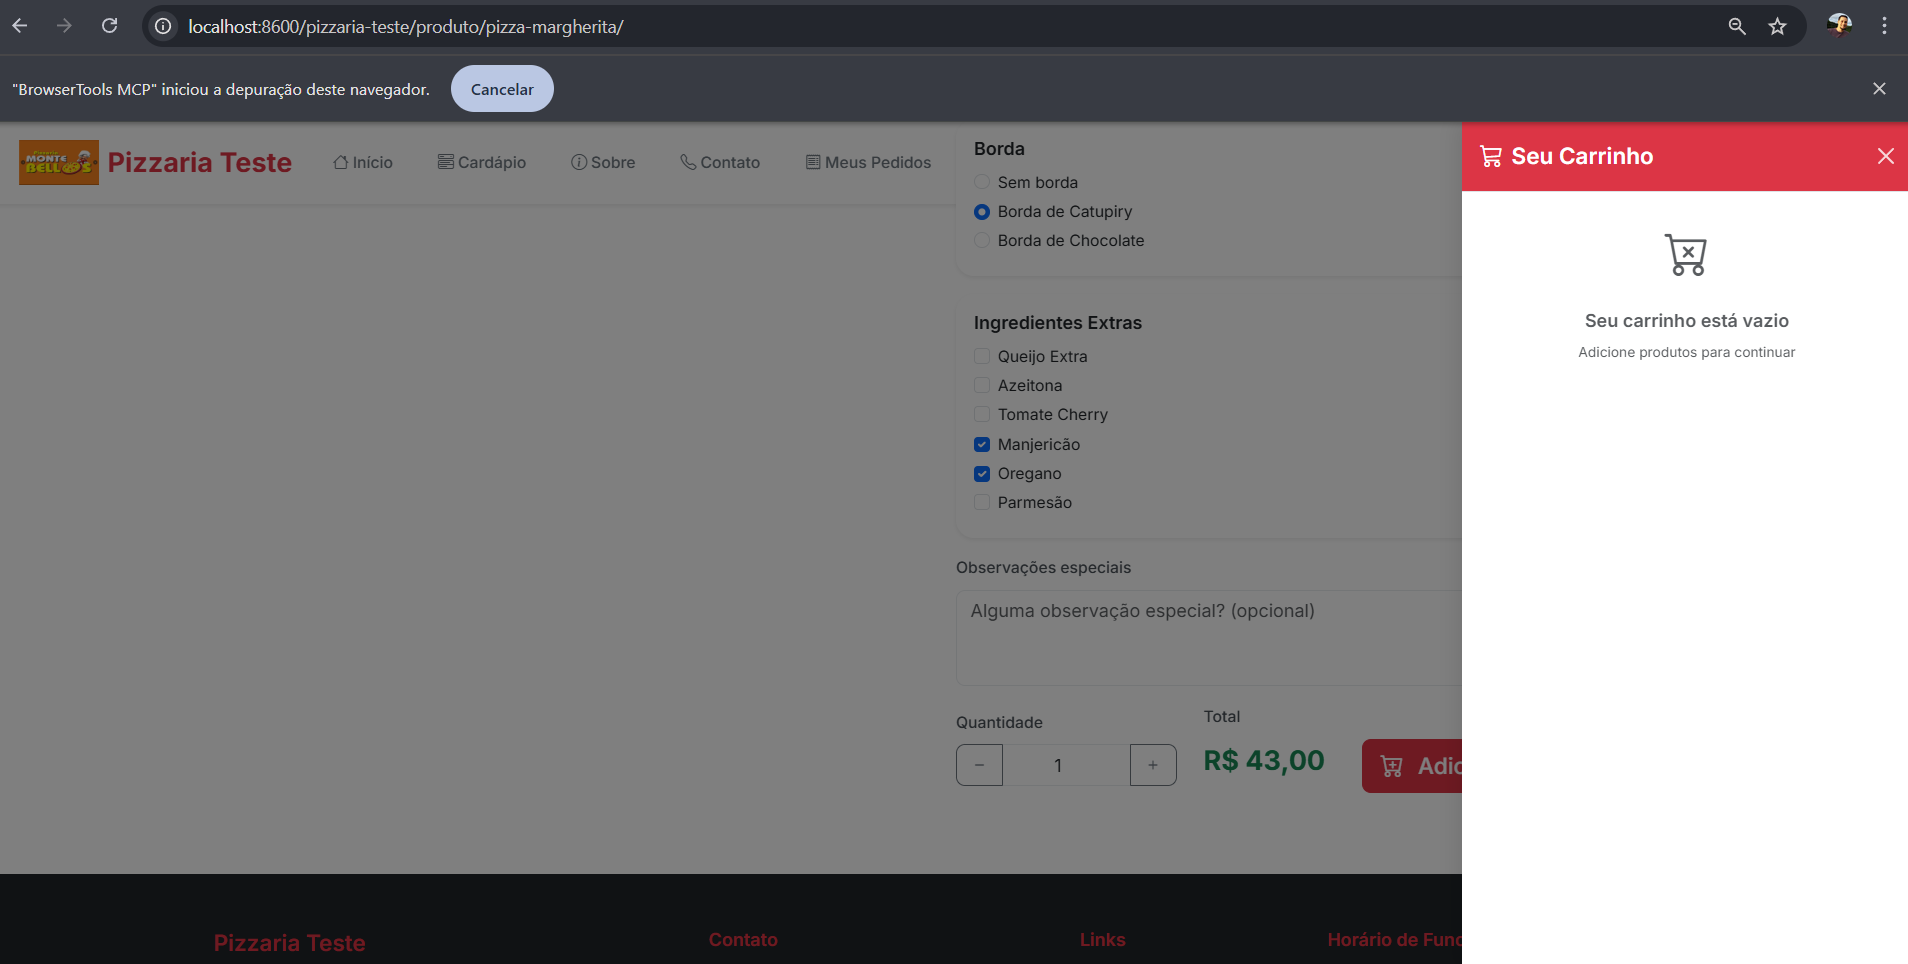 localhost:8600/pizzaria-teste/produto/pizza-margherita/
"BrowserTools MCP" iniciou a depuração deste navegador.
Cancelar
MONTE
BELLOS
Pizzaria Teste
Início
Cardápio
Sobre
Contato
Meus Pedidos
Borda
Sem borda
Borda de Catupiry
Borda de Chocolate
Ingredientes Extras
Queijo Extra
Azeitona
Tomate Cherry
Manjericão
Oregano
Parmesão
Observações especiais
Alguma observação especial? (opcional)
Quantidade
1
Total
R$ 43,00
Adic
Seu Carrinho
Seu carrinho está vazio
Adicione produtos para continuar
Pizzaria Teste
Contato
Links
Horário de Func